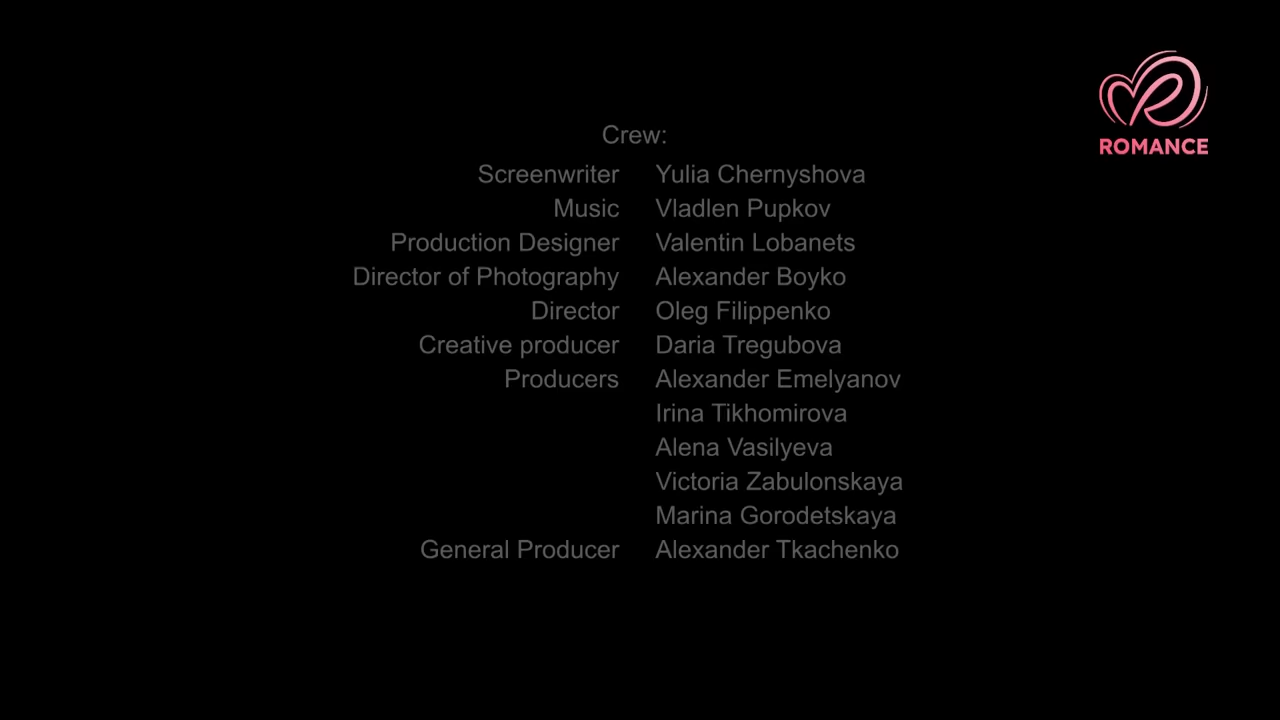 Crew:
Screenwriter Yulia Chernyshova
Music Vladlen Pupkov
Production Designer Valentin Lobanets
Director of Photography Alexander Boyko
Director Oleg Filippenko
Creative producer Daria Tregubova
Producers Alexander Emelyanov
Irina Tikhomirova
Alena Vasilyeva
Victoria Zabulonskaya
Marina Gorodetskaya
General Producer Alexander Tkachenko
ROMANCE